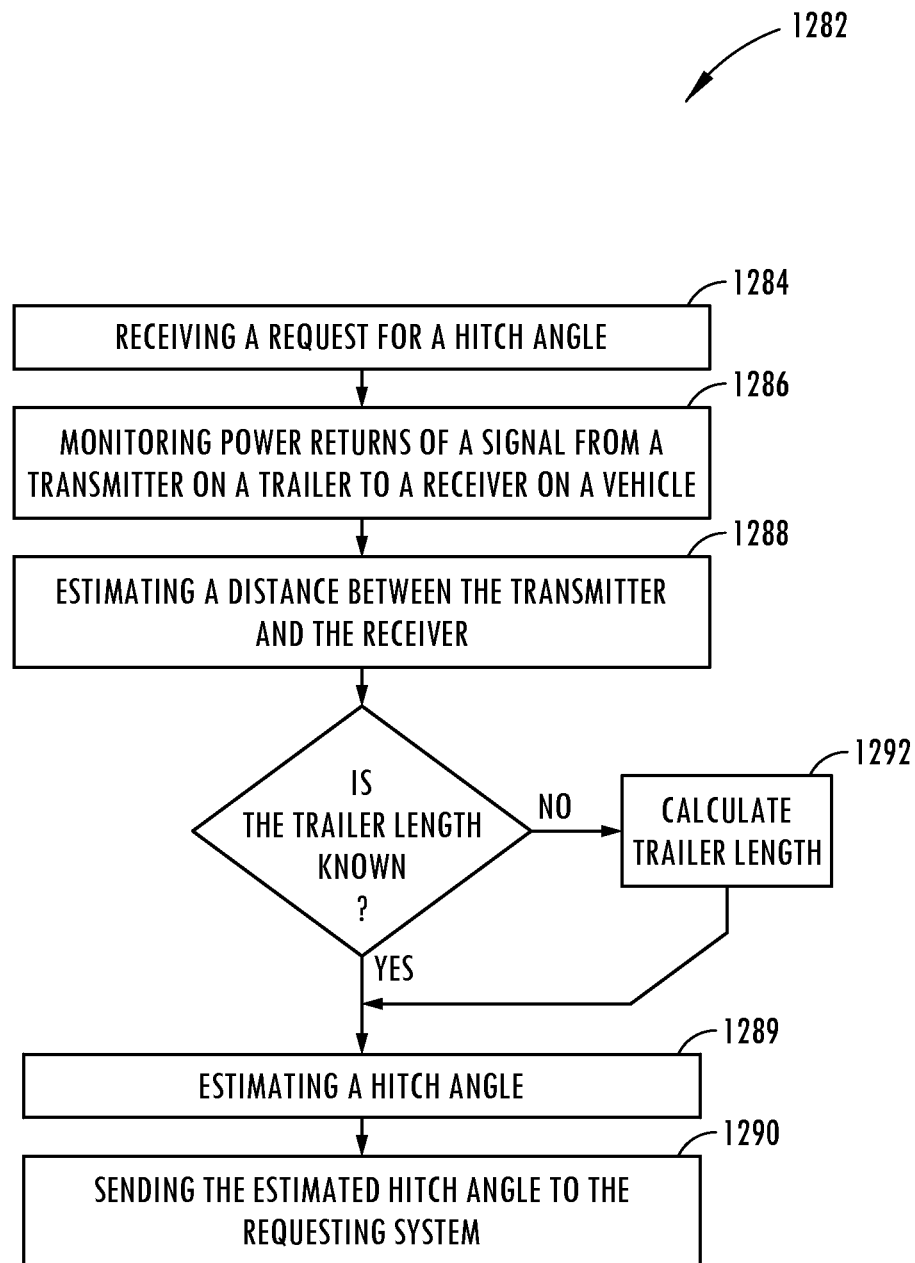 1282
1284
RECEIVING A REQUEST FOR A HITCH ANGLE
1286
MONITORING POWER RETURNS OF A SIGNAL FROM A
TRANSMITTER ON A TRAILER TO A RECEIVER ON A VEHICLE
1288
ESTIMATING A DISTANCE BETWEEN THE TRANSMITTER
AND THE RECEIVER
IS
THE TRAILER LENGTH
KNOWN
?
NO
1292
CALCULATE
TRAILER LENGTH
YES
1289
ESTIMATING A HITCH ANGLE
1290
SENDING THE ESTIMATED HITCH ANGLE TO THE
REQUESTING SYSTEM